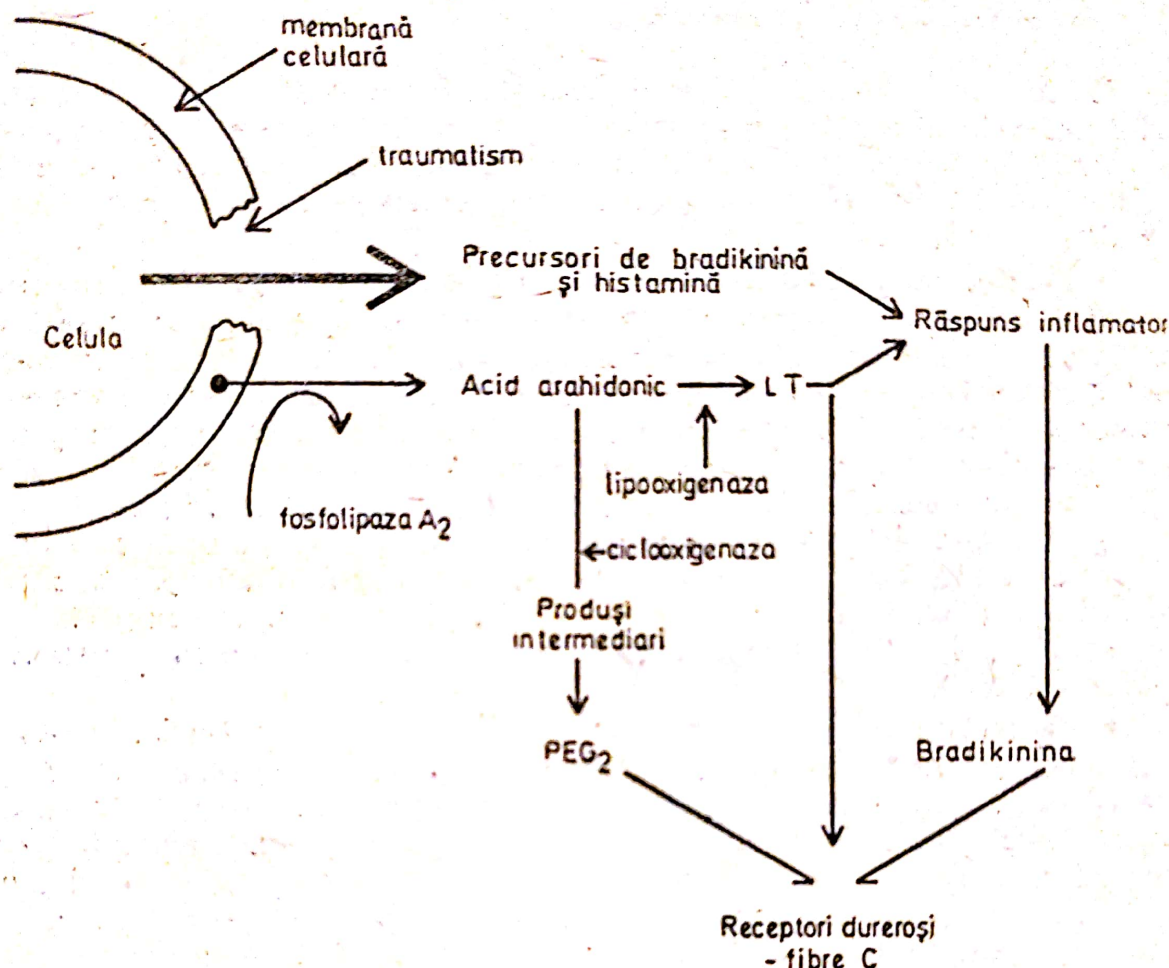 membrană
celulară
traumatism
Precursori de bradikinină
și histamină
Răspuns inflamator
Celula
Acid arahidonic
LT
lipooxigenaza
fosfolipaza A2
ciclooxigenaza
Produși
intermediari
PEG2
Bradikinina
Receptori dureroși
- fibre C